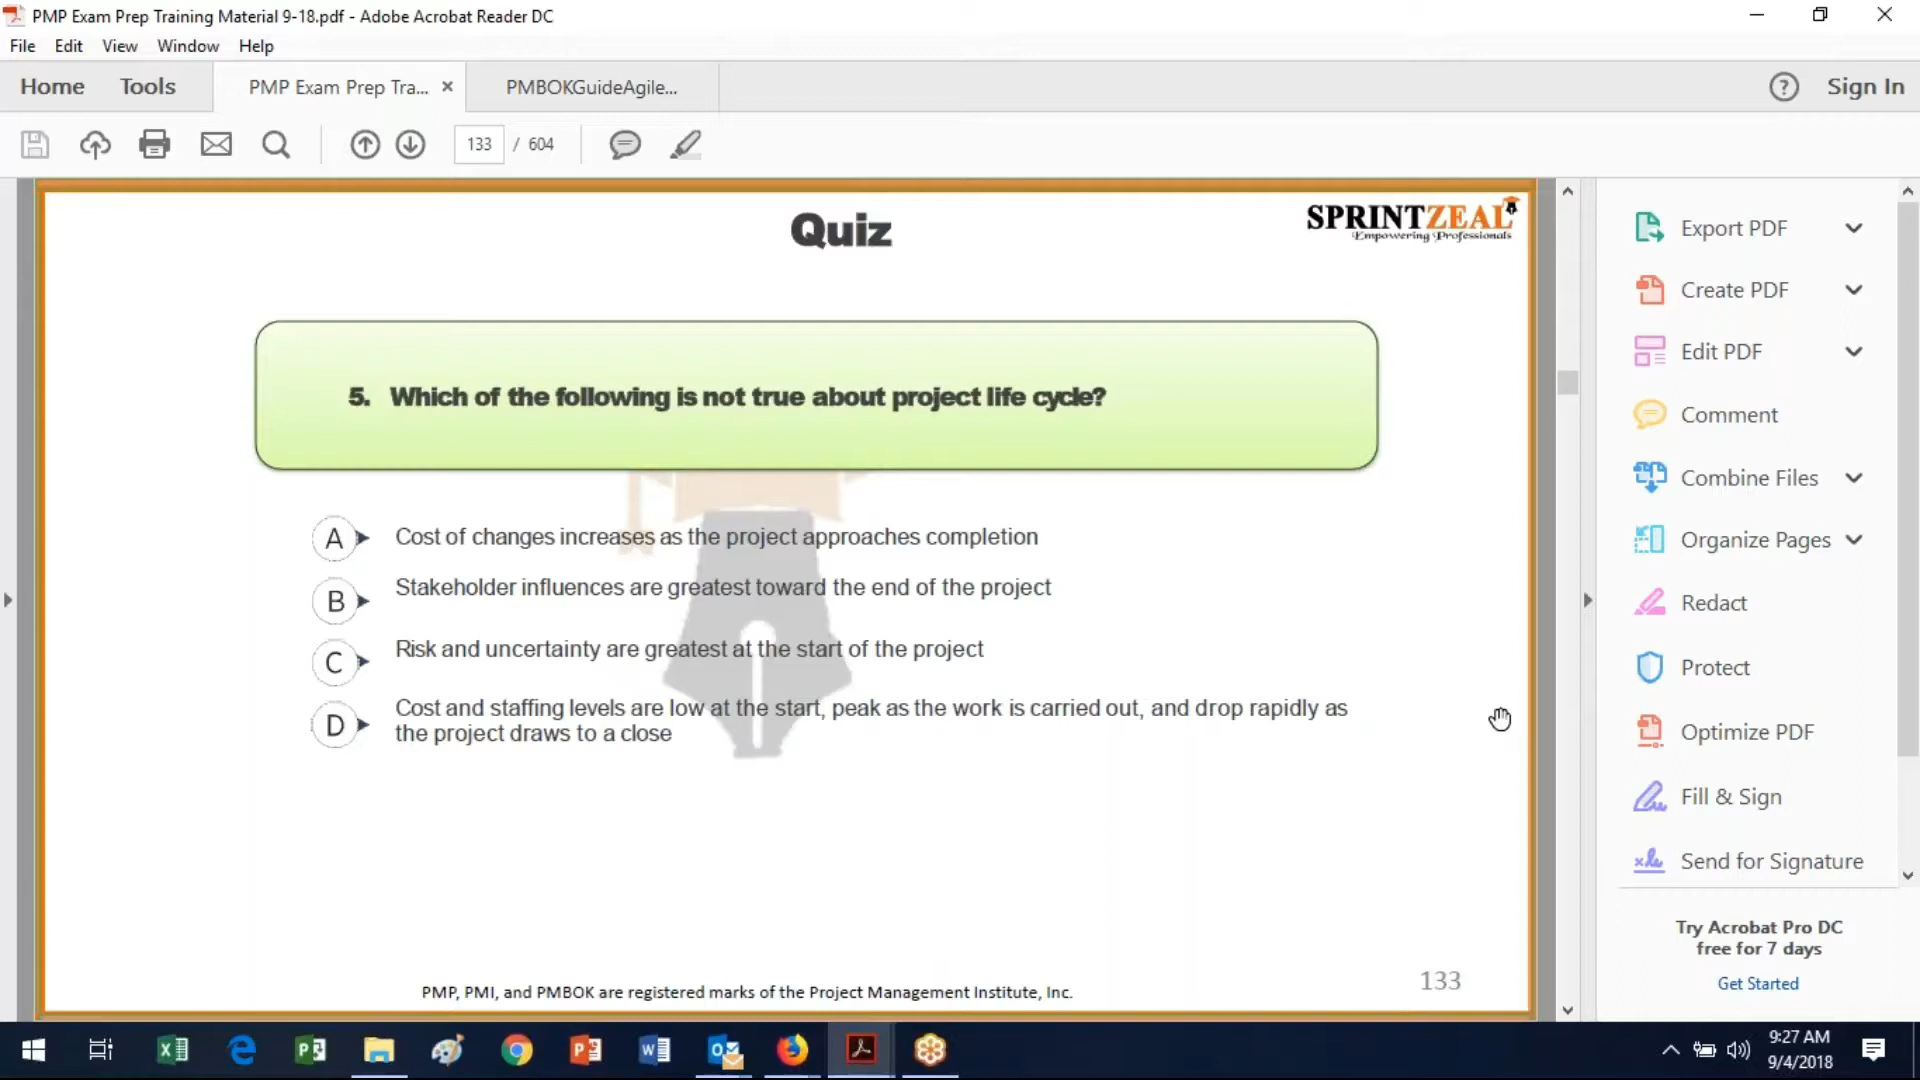 PMP Exam Prep Training Material 9-18.pdf - Adobe Acrobat Reader DC
File Edit View Window Help
Home Tools PMP Exam Prep Tra... × PMBOKGuideAgile... ? Sign In
133 / 604
Quiz
SPRINTZEAL
Empowering Professionals
5. Which of the following is not true about project life cycle?
A Cost of changes increases as the project approaches completion
B Stakeholder influences are greatest toward the end of the project
C Risk and uncertainty are greatest at the start of the project
D Cost and staffing levels are low at the start, peak as the work is carried out, and drop rapidly as
the project draws to a close
PMP, PMI, and PMBOK are registered marks of the Project Management Institute, Inc.
133
Export PDF
Create PDF
Edit PDF
Comment
Combine Files
Organize Pages
Redact
Protect
Optimize PDF
Fill & Sign
Send for Signature
Try Acrobat Pro DC
free for 7 days
Get Started
9:27 AM
9/4/2018